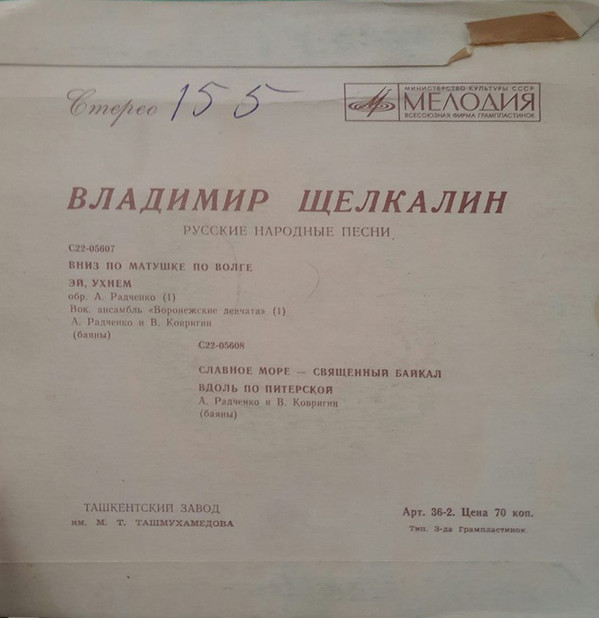 Стерео 155
МИНИСТЕРСТВО КУЛЬТУРЫ СССР
МЕЛОДИЯ
ВСЕСОЮЗНАЯ ФИРМА ГРАМПЛАСТИНОК
ВЛАДИМИР ЩЕЛКАЛИН
РУССКИЕ НАРОДНЫЕ ПЕСНИ
С22-05607
ВНИЗ ПО МАТУШКЕ ПО ВОЛГЕ
ЭЙ, УХНЕМ
обр. А. Радченко (1)
Вок. ансамбль «Воронежские девчата» (1)
А. Радченко и В. Ковригин
(баяны)
С22-05608
СЛАВНОЕ МОРЕ — СВЯЩЕННЫЙ БАЙКАЛ
ВДОЛЬ ПО ПИТЕРСКОЙ
А. Радченко и В. Ковригин
(баяны)
ТАШКЕНТСКИЙ ЗАВОД
им. М. Т. ТАШМУХАМЕДОВА
Арт. 36-2. Цена 70 коп.
Тип. З-да Грампластинок